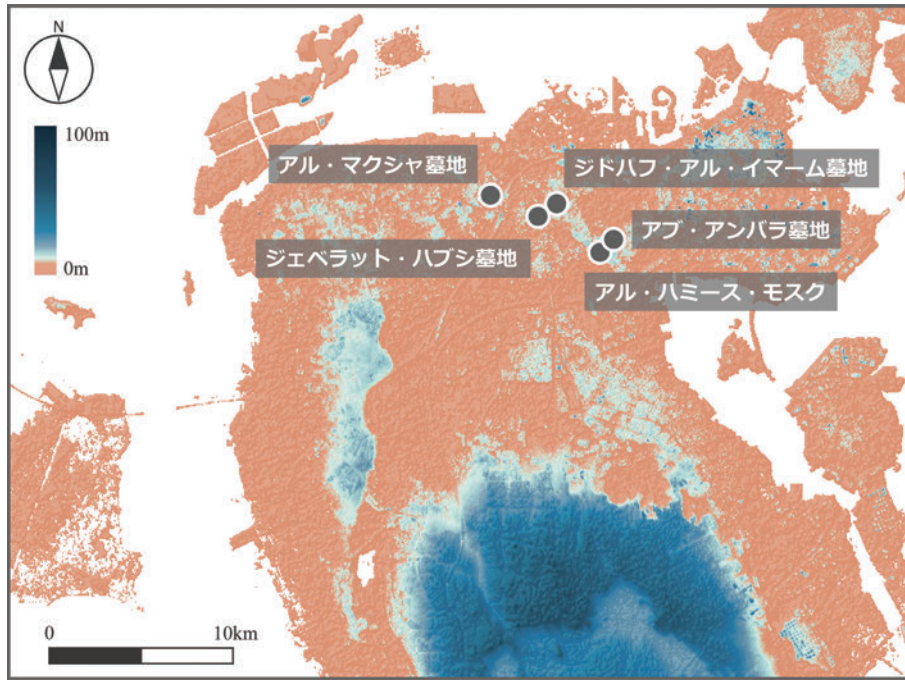 N
100m
0m
アル・マクシャ墓地
ジドハフ・アル・イマーム墓地
アブ・アンバラ墓地
ジェベラット・ハブシ墓地
アル・ハミース・モスク
0 10km